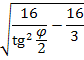 √(16/(tg² φ/2) − 16/3)